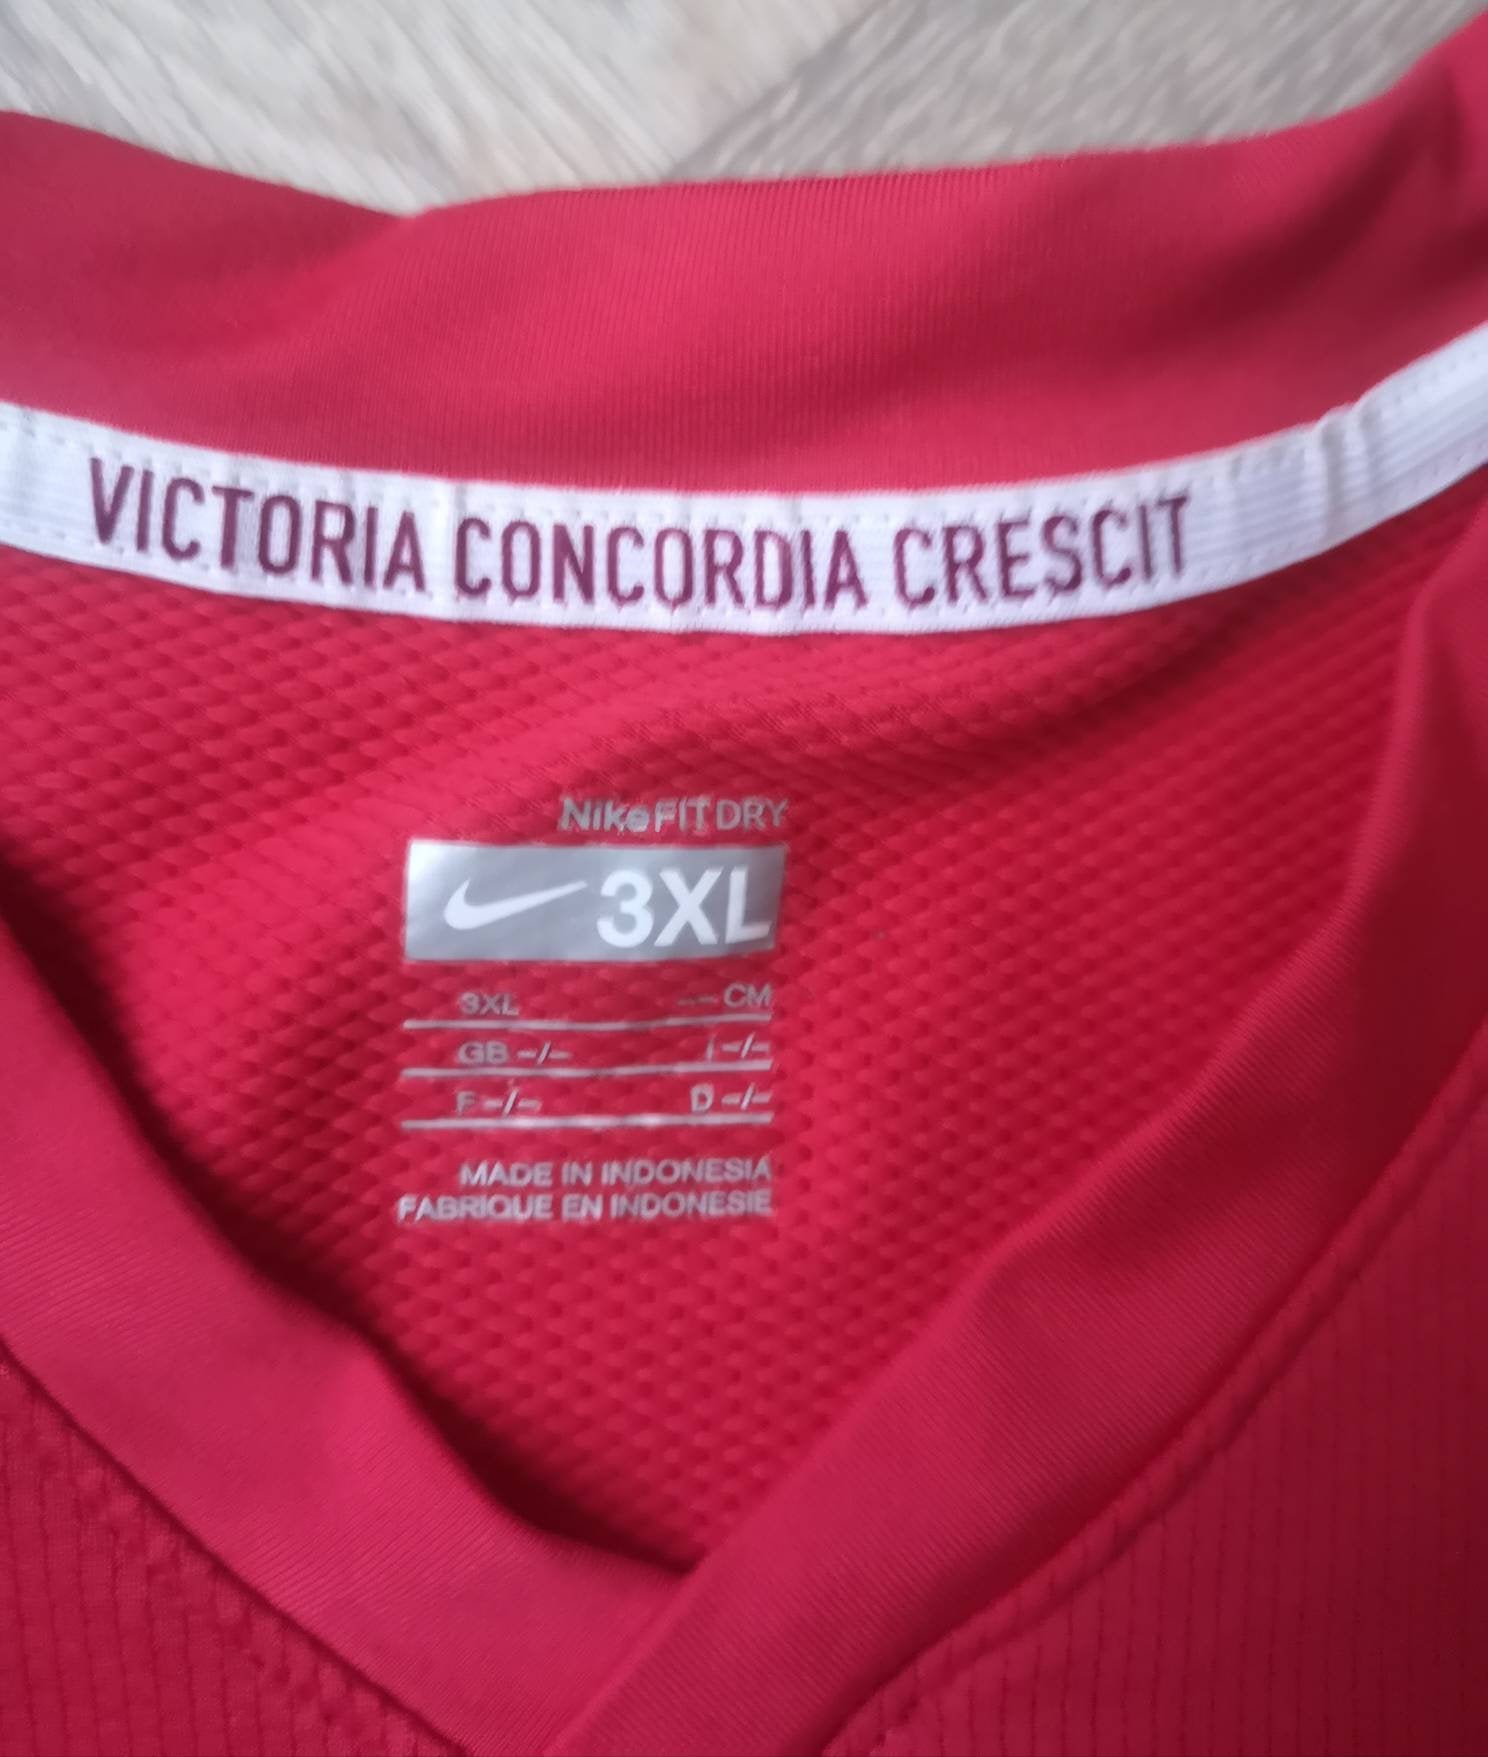 VICTORIA CONCORDIA CRESCIT
NikeFIT DRY
3XL
3XL -- CM
GB -/- I -/-
F -/- D -/-
MADE IN INDONESIA
FABRIQUE EN INDONESIE